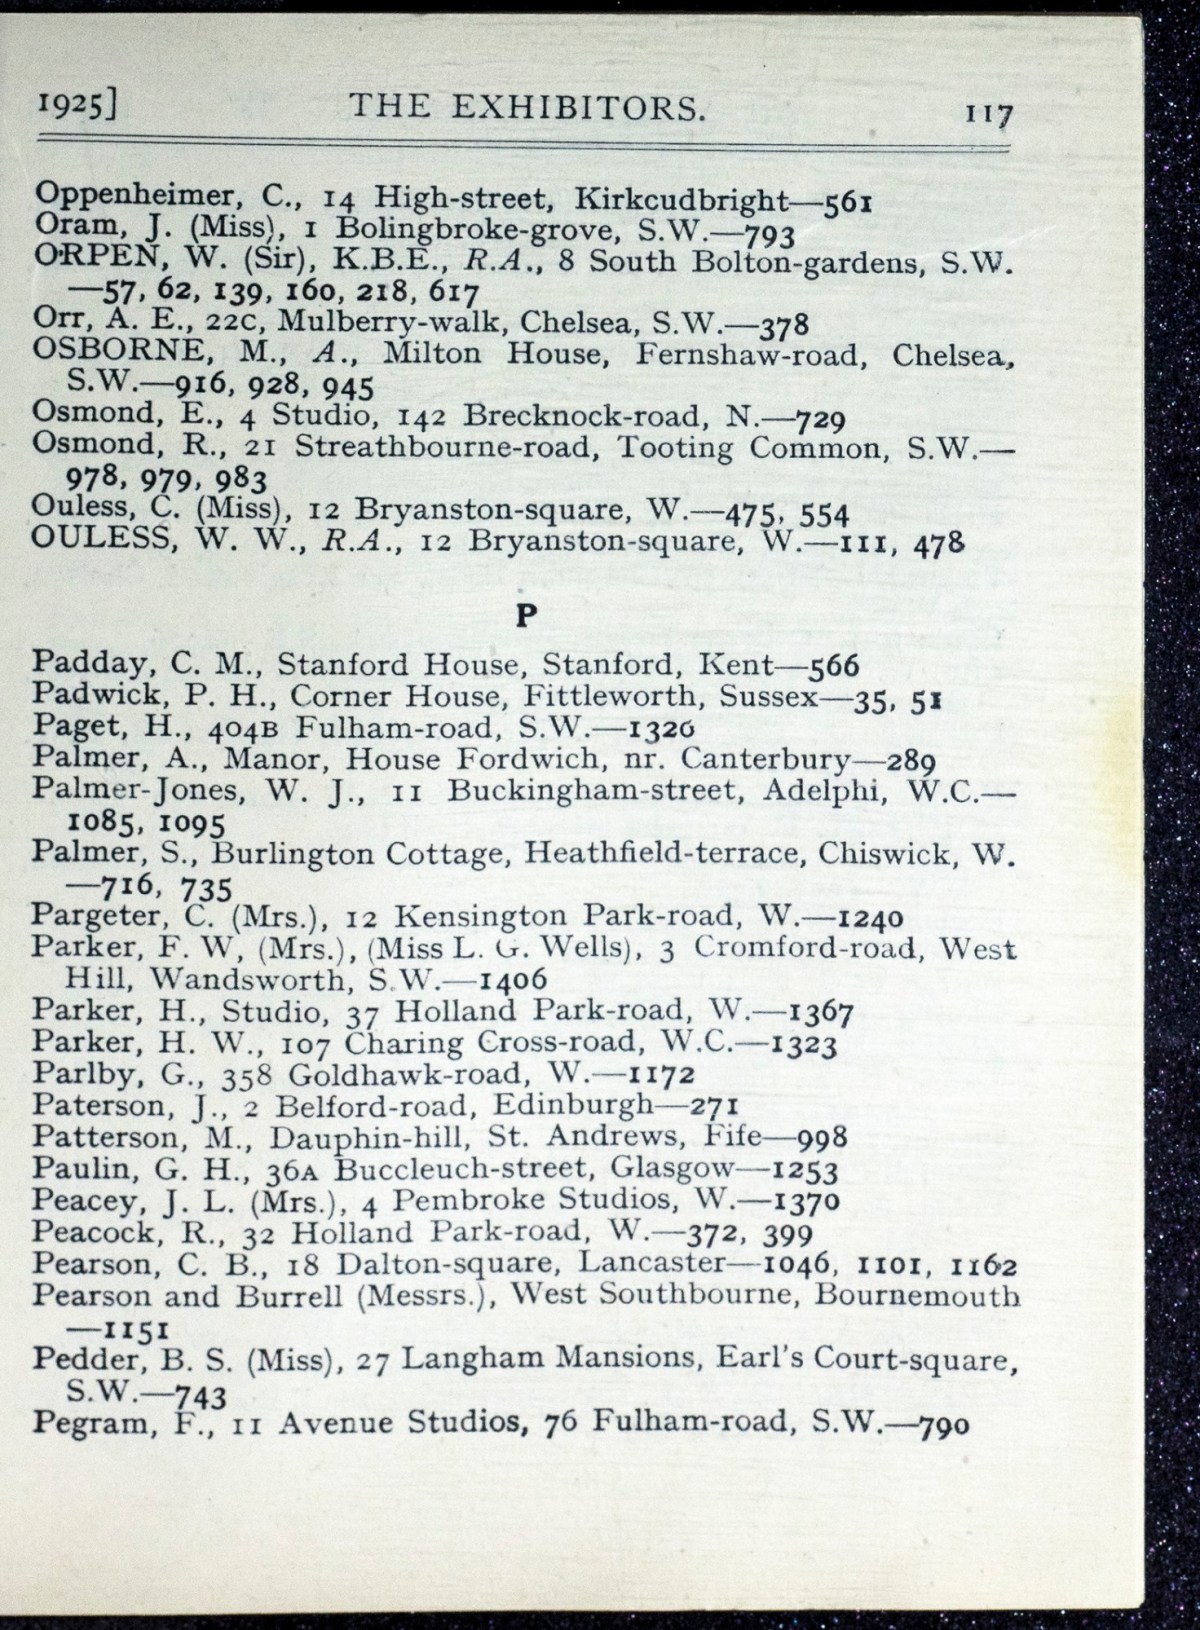 1925] THE EXHIBITORS. 117
Oppenheimer, C., 14 High-street, Kirkcudbright—561
Oram, J. (Miss), 1 Bolingbroke-grove, S.W.—793
ORPEN, W. (Sir), K.B.E., R.A., 8 South Bolton-gardens, S.W.
—57, 62, 139, 160, 218, 617
Orr, A. E., 22C, Mulberry-walk, Chelsea, S.W.—378
OSBORNE, M., A., Milton House, Fernshaw-road, Chelsea,
S.W.—916, 928, 945
Osmond, E., 4 Studio, 142 Brecknock-road, N.—729
Osmond, R., 21 Streathbourne-road, Tooting Common, S.W.—
978, 979, 983
Ouless, C. (Miss), 12 Bryanston-square, W.—475, 554
OULESS, W. W., R.A., 12 Bryanston-square, W.—111, 478
P
Padday, C. M., Stanford House, Stanford, Kent—566
Padwick, P. H., Corner House, Fittleworth, Sussex—35, 51
Paget, H., 404B Fulham-road, S.W.—1326
Palmer, A., Manor, House Fordwich, nr. Canterbury—289
Palmer-Jones, W. J., 11 Buckingham-street, Adelphi, W.C.—
1085, 1095
Palmer, S., Burlington Cottage, Heathfield-terrace, Chiswick, W.
—716, 735
Pargeter, C. (Mrs.), 12 Kensington Park-road, W.—1240
Parker, F. W, (Mrs.), (Miss L. G. Wells), 3 Cromford-road, West
Hill, Wandsworth, S.W.—1406
Parker, H., Studio, 37 Holland Park-road, W.—1367
Parker, H. W., 107 Charing Cross-road, W.C.—1323
Parlby, G., 358 Goldhawk-road, W.—1172
Paterson, J., 2 Belford-road, Edinburgh—271
Patterson, M., Dauphin-hill, St. Andrews, Fife—998
Paulin, G. H., 36A Buccleuch-street, Glasgow—1253
Peacey, J. L. (Mrs.), 4 Pembroke Studios, W.—1370
Peacock, R., 32 Holland Park-road, W.—372, 399
Pearson, C. B., 18 Dalton-square, Lancaster—1046, 1101, 1162
Pearson and Burrell (Messrs.), West Southbourne, Bournemouth
—1151
Pedder, B. S. (Miss), 27 Langham Mansions, Earl's Court-square,
S.W.—743
Pegram, F., 11 Avenue Studios, 76 Fulham-road, S.W.—790